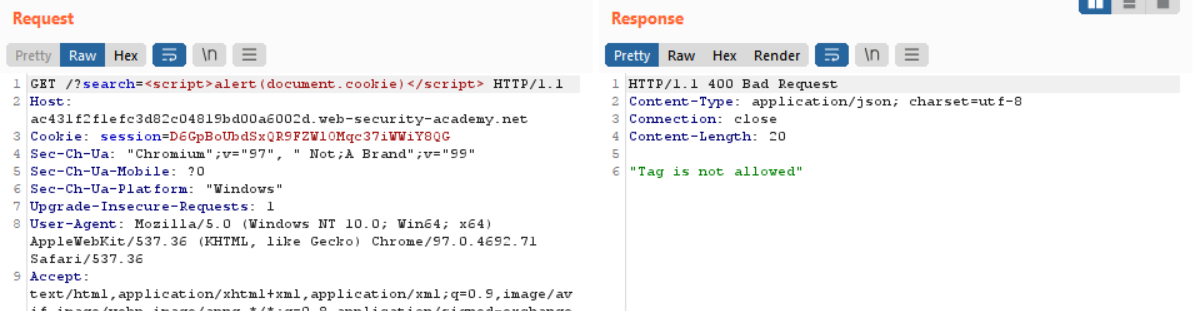 Request
Pretty Raw Hex \n
1 GET /?search=<script>alert(document.cookie)</script> HTTP/1.1
2 Host:
ac431f2f1efc3d82c04819bd00a6002d.web-security-academy.net
3 Cookie: session=D6GpBoUbdSxQR9FZW1OMqc37iWWiY8QG
4 Sec-Ch-Ua: "Chromium";v="97", " Not;A Brand";v="99"
5 Sec-Ch-Ua-Mobile: ?0
6 Sec-Ch-Ua-Platform: "Windows"
7 Upgrade-Insecure-Requests: 1
8 User-Agent: Mozilla/5.0 (Windows NT 10.0; Win64; x64)
AppleWebKit/537.36 (KHTML, like Gecko) Chrome/97.0.4692.71
Safari/537.36
9 Accept:
text/html,application/xhtml+xml,application/xml;q=0.9,image/av
Response
Pretty Raw Hex Render \n
1 HTTP/1.1 400 Bad Request
2 Content-Type: application/json; charset=utf-8
3 Connection: close
4 Content-Length: 20
5
6 "Tag is not allowed"